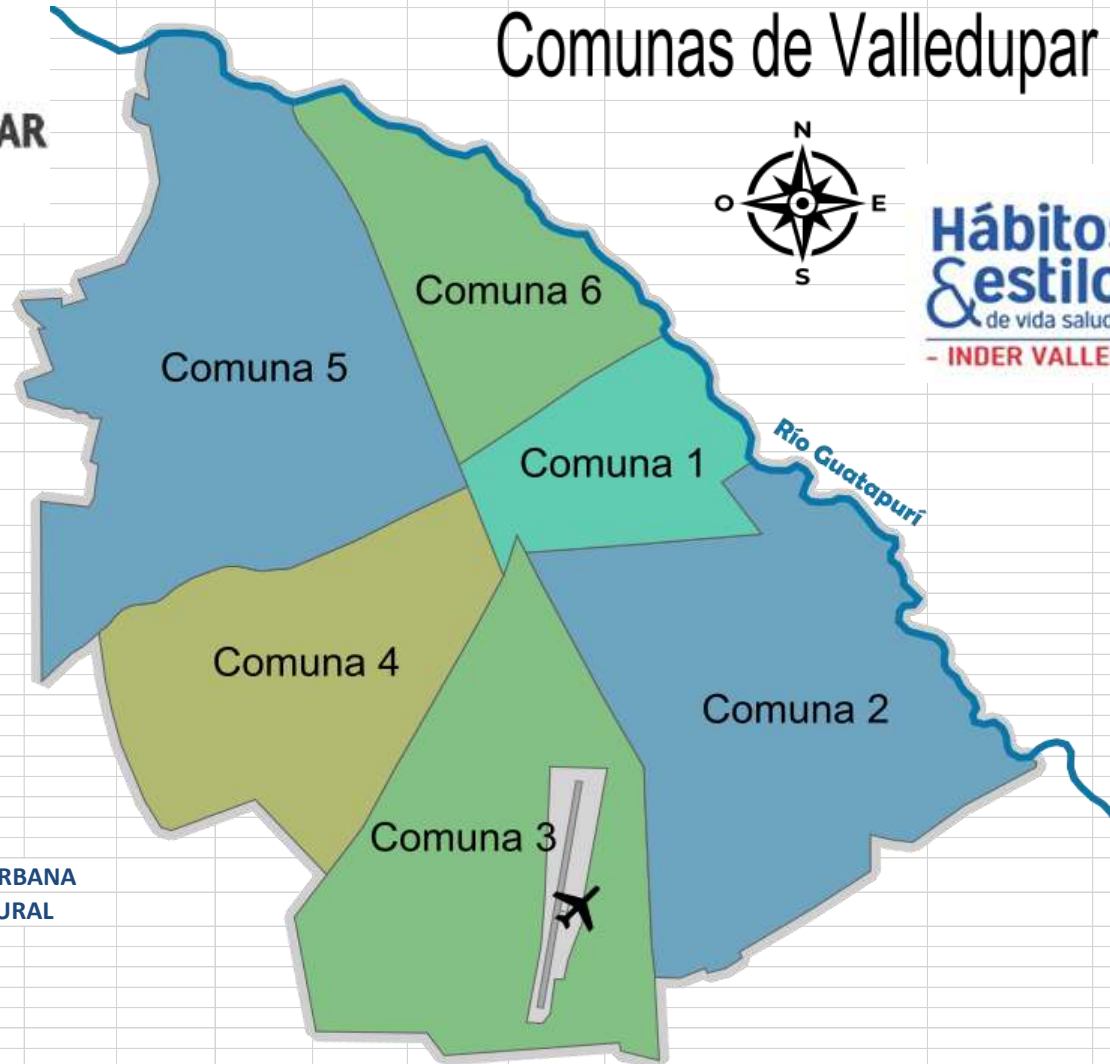 Comunas de Valledupar
AR
N
O
E
S
Hábitos
&estilo
de vida salud
- INDER VALLE
Comuna 6
Comuna 5
Comuna 1
Río Guatapurí
Comuna 4
Comuna 2
Comuna 3
RBANA
URAL